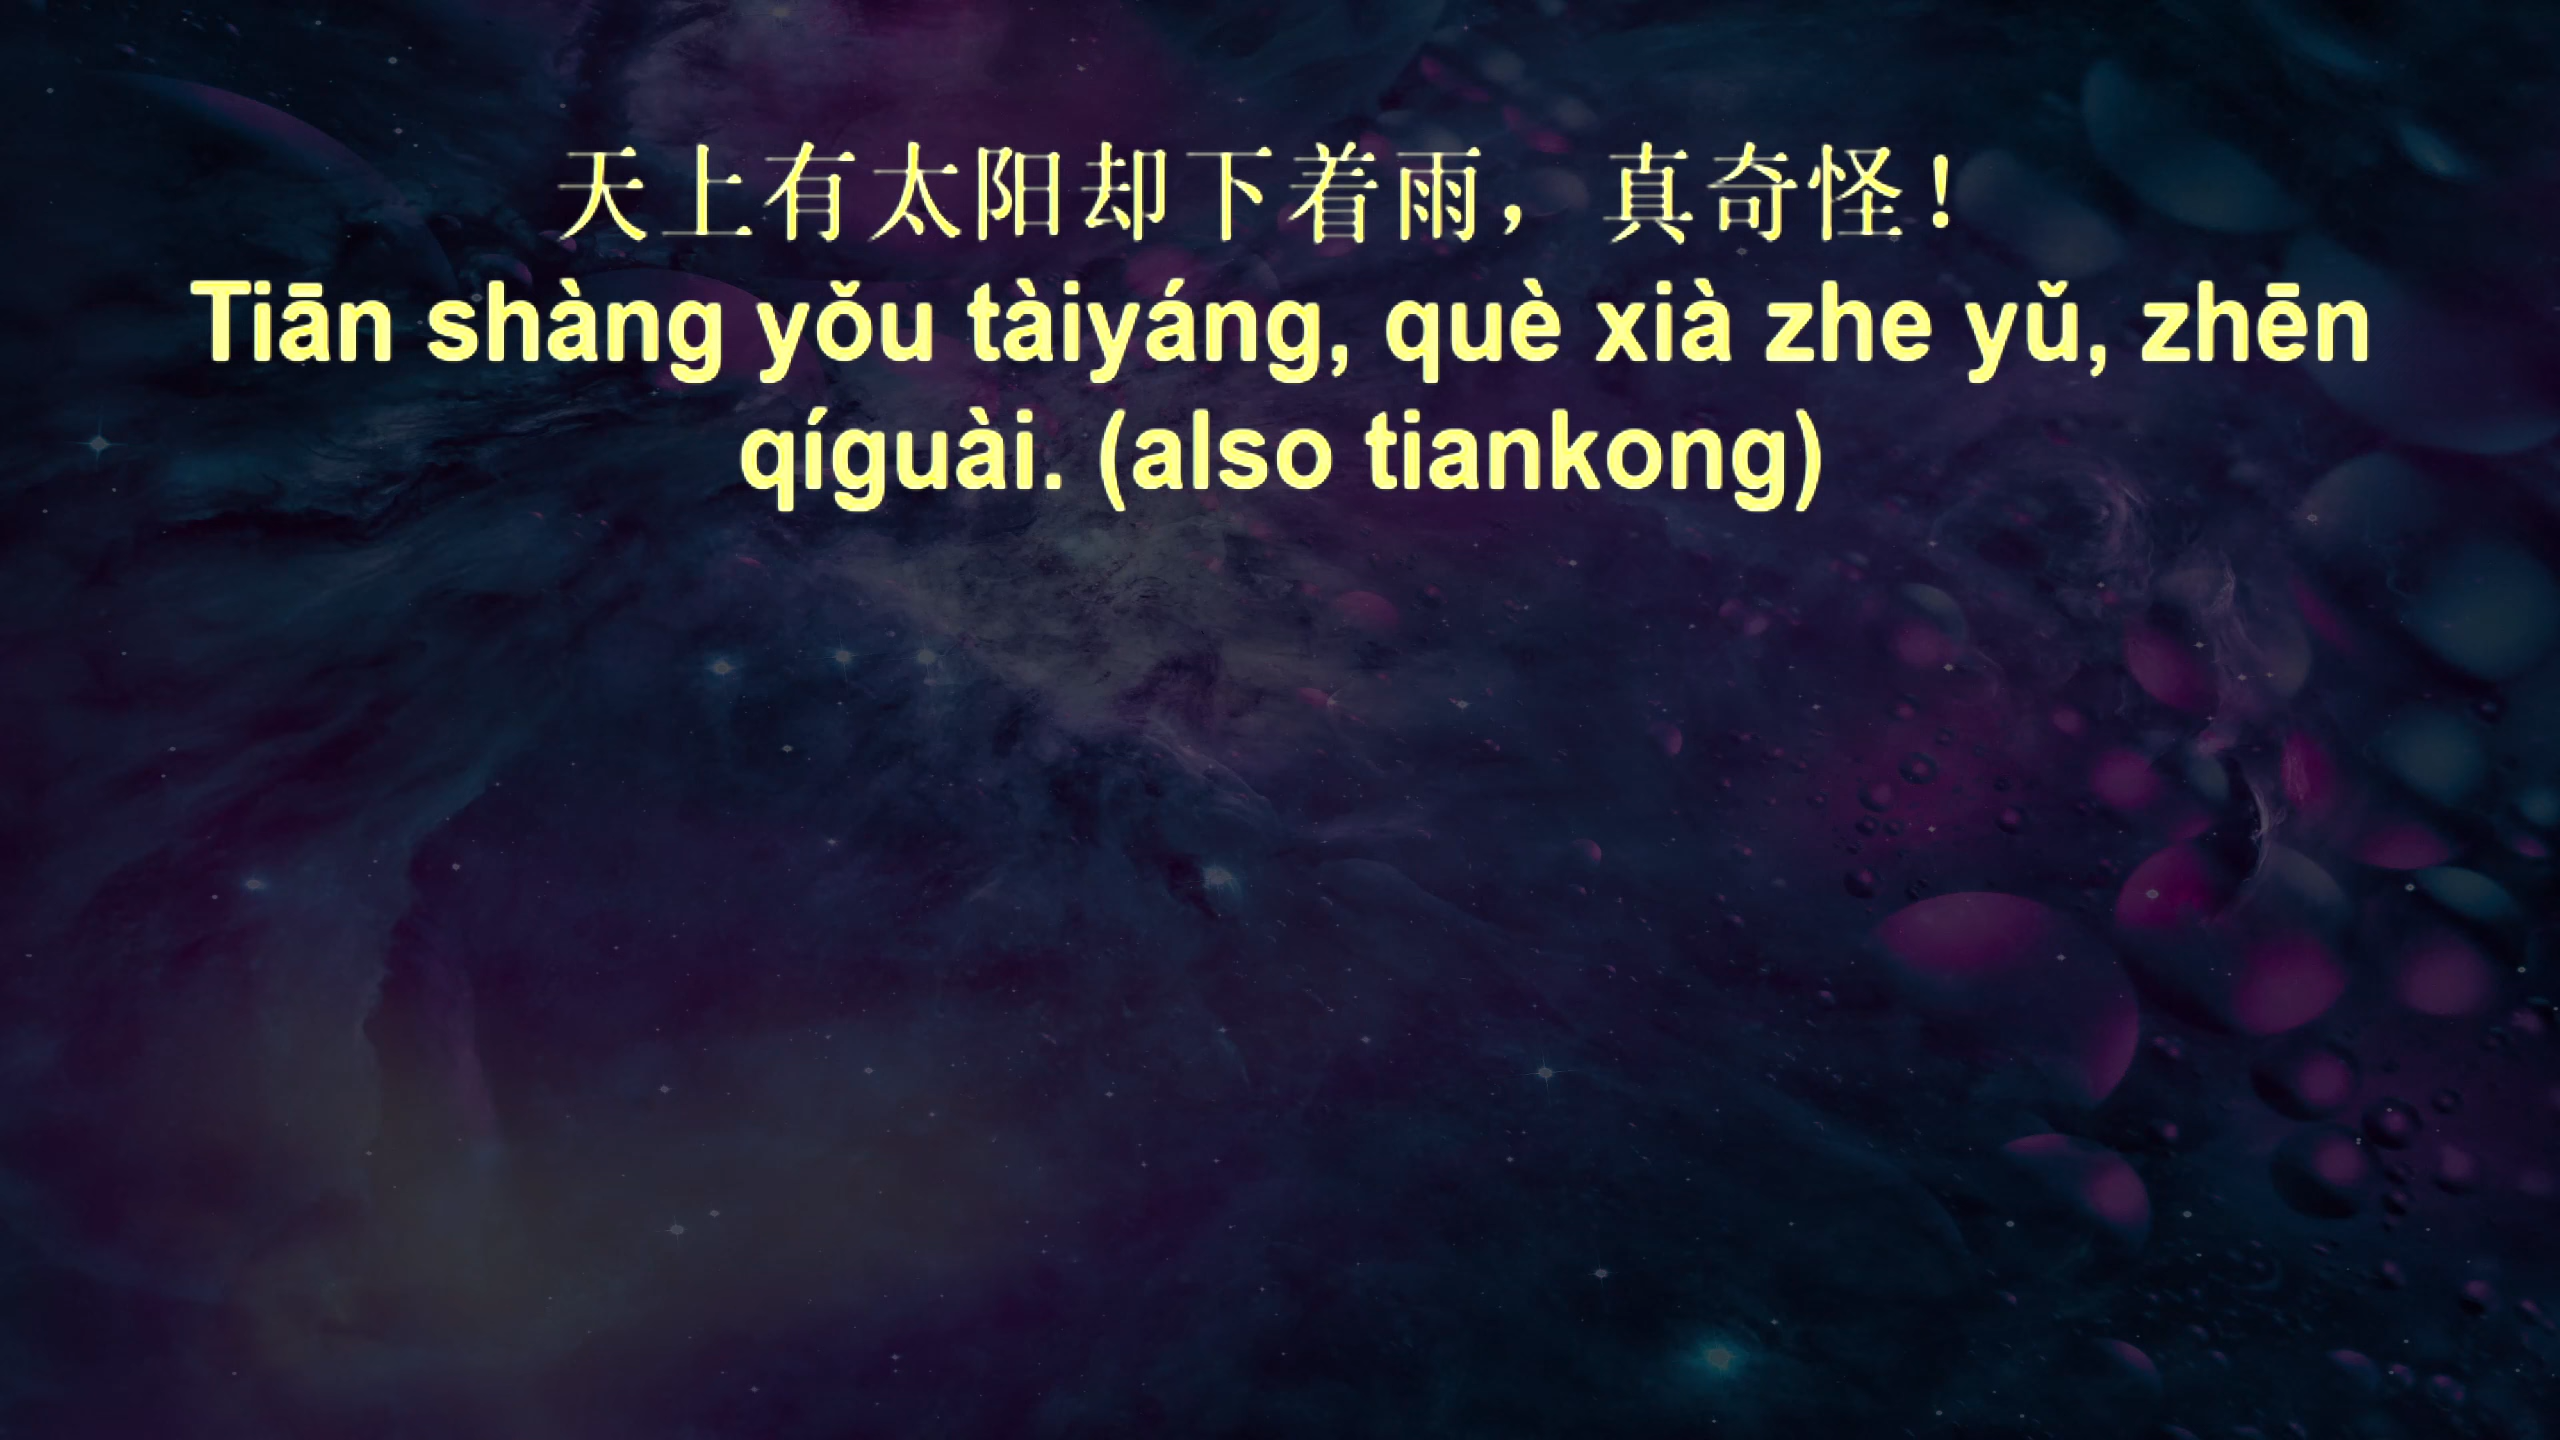 天上有太阳却下着雨，真奇怪！
Tiān shàng yǒu tàiyáng, què xià zhe yǔ, zhēn
qíguài. (also tiankong)